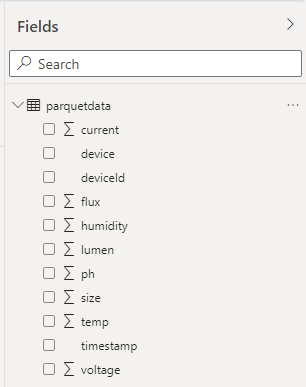 Fields
Search
parquetdata
current
device
deviceId
flux
humidity
lumen
ph
size
temp
timestamp
voltage